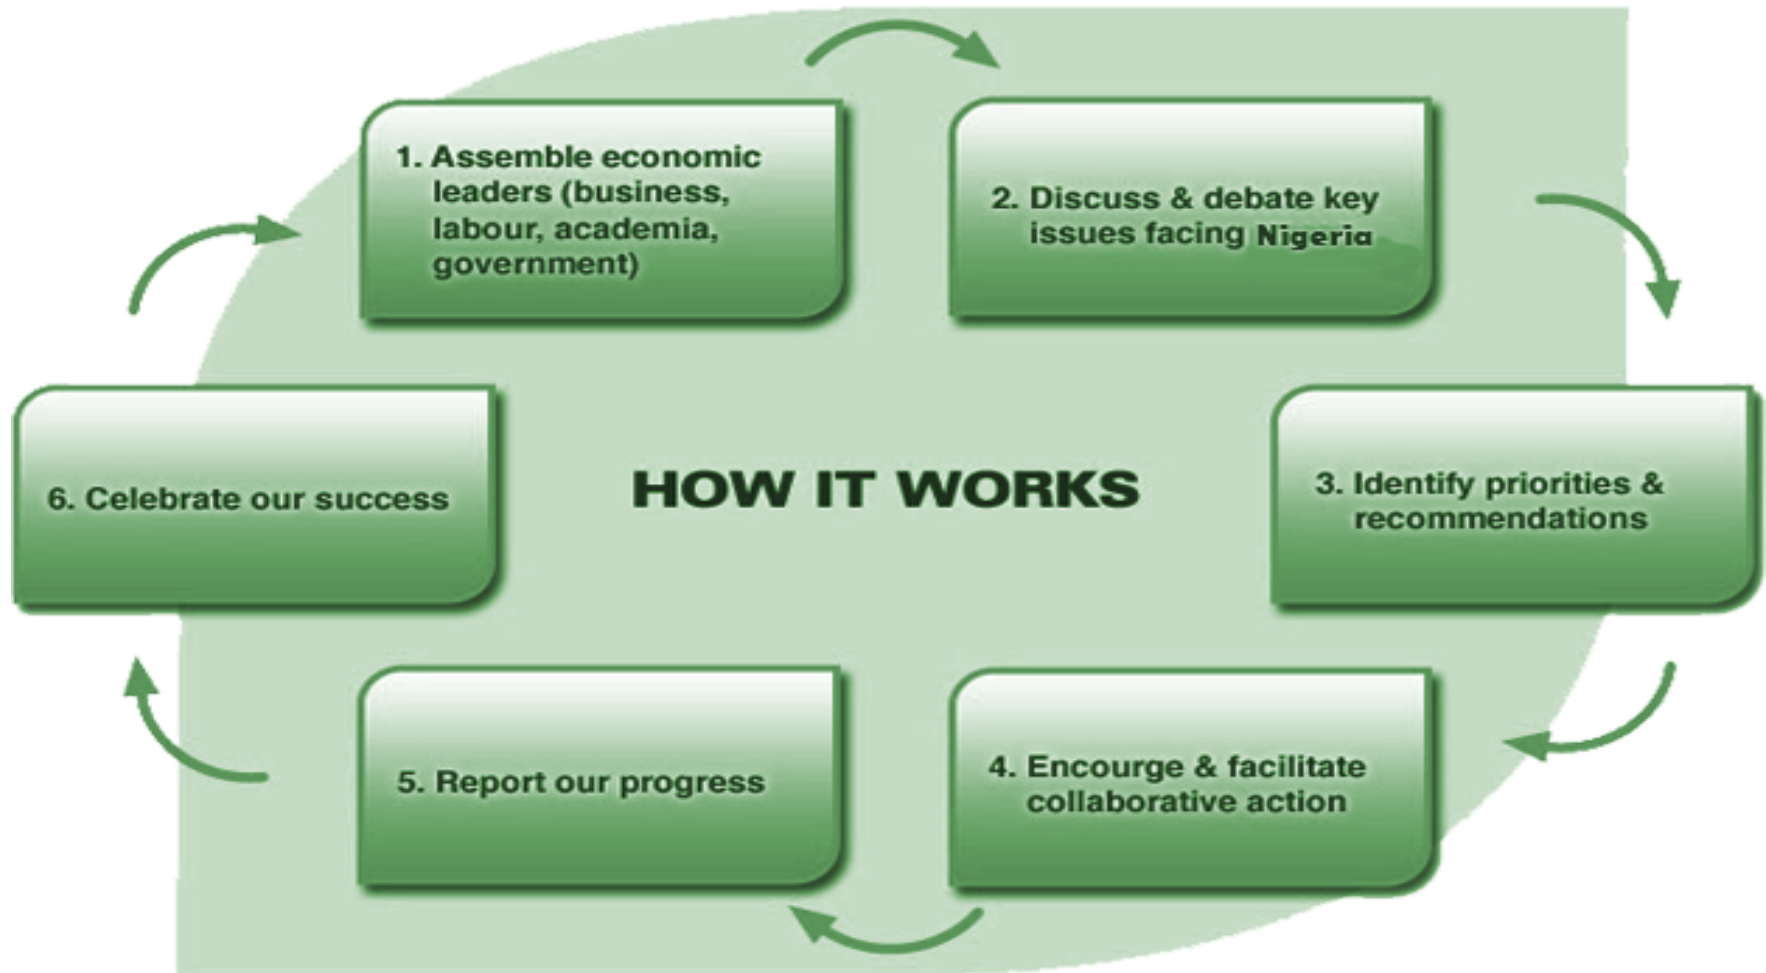 1. Assemble economic
leaders (business,
labour, academia,
government)
2. Discuss & debate key
issues facing Nigeria
HOW IT WORKS
3. Identify priorities &
recommendations
4. Encourge & facilitate
collaborative action
5. Report our progress
6. Celebrate our success